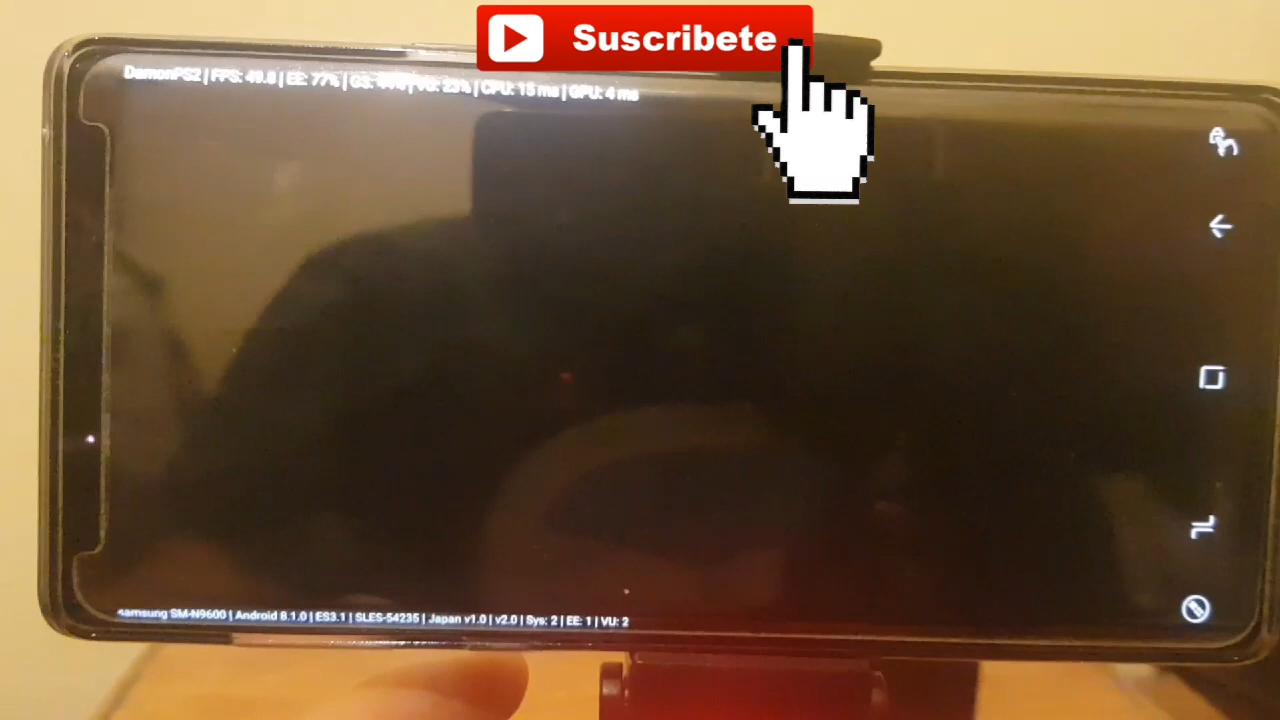 Suscribete
DamonPS2 | FPS: 49.8 | EE: 77% | GS: | VU: 23% | CPU: 15 ms | GPU: 4 ms
samsung SM-N9600 | Android 8.1.0 | ES3.1 | SLES-54235 | Japan v1.0 | v2.0 | Sys: 2 | EE: 1 | VU: 2